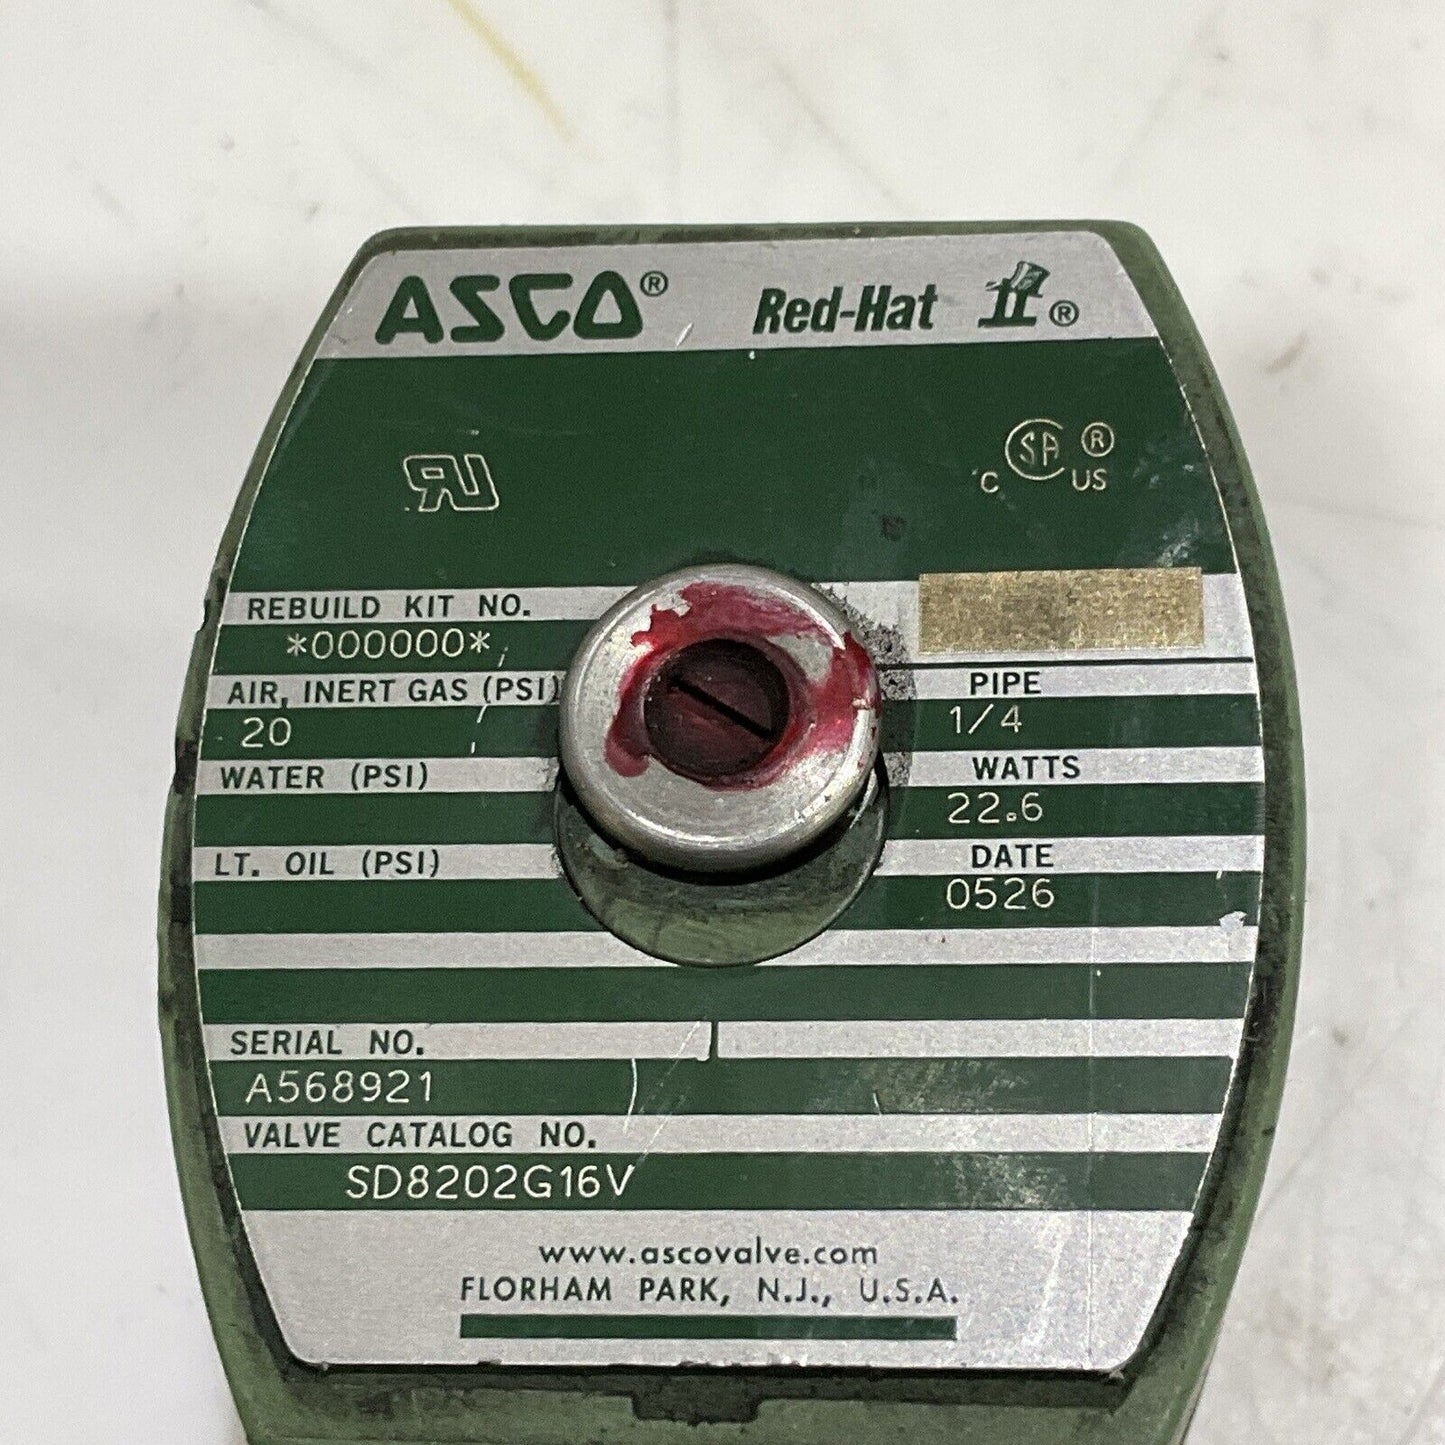 ASCO® Red-Hat II®
UR
C SA® US
REBUILD KIT NO.
*000000*
AIR, INERT GAS (PSI) PIPE
20 1/4
WATER (PSI) WATTS
22.6
LT. OIL (PSI) DATE
0526
SERIAL NO.
A568921
VALVE CATALOG NO.
SD8202G16V
www.ascovalve.com
FLORHAM PARK, N.J., U.S.A.